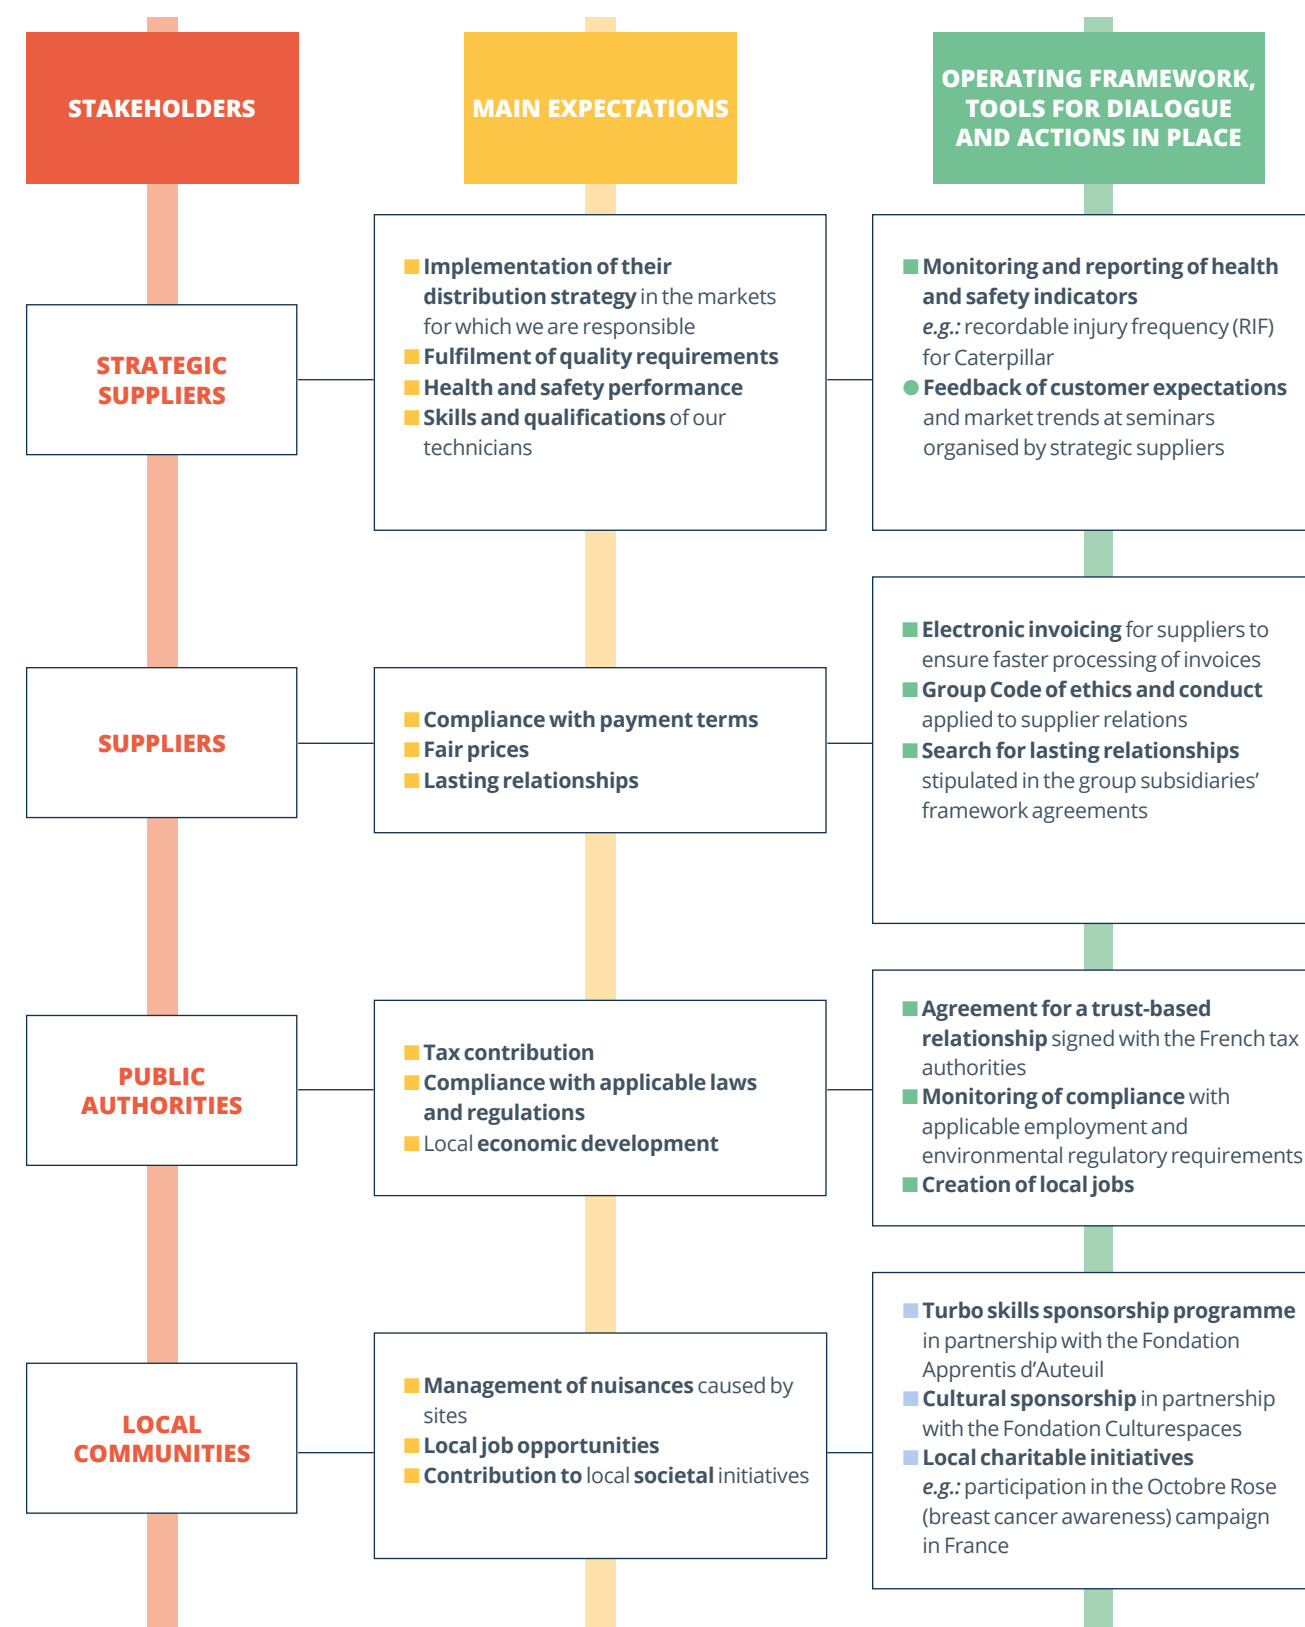 STAKEHOLDERS
MAIN EXPECTATIONS
OPERATING FRAMEWORK,
TOOLS FOR DIALOGUE
AND ACTIONS IN PLACE
STRATEGIC
SUPPLIERS
Implementation of their
distribution strategy in the markets
for which we are responsible
Fulfilment of quality requirements
Health and safety performance
Skills and qualifications of our
technicians
Monitoring and reporting of health
and safety indicators
e.g.: recordable injury frequency (RIF)
for Caterpillar
Feedback of customer expectations
and market trends at seminars
organised by strategic suppliers
SUPPLIERS
Compliance with payment terms
Fair prices
Lasting relationships
Electronic invoicing for suppliers to
ensure faster processing of invoices
Group Code of ethics and conduct
applied to supplier relations
Search for lasting relationships
stipulated in the group subsidiaries’
framework agreements
PUBLIC
AUTHORITIES
Tax contribution
Compliance with applicable laws
and regulations
Local economic development
Agreement for a trust-based
relationship signed with the French tax
authorities
Monitoring of compliance with
applicable employment and
environmental regulatory requirements
Creation of local jobs
LOCAL
COMMUNITIES
Management of nuisances caused by
sites
Local job opportunities
Contribution to local societal initiatives
Turbo skills sponsorship programme
in partnership with the Fondation
Apprentis d’Auteuil
Cultural sponsorship in partnership
with the Fondation Culturespaces
Local charitable initiatives
e.g.: participation in the Octobre Rose
(breast cancer awareness) campaign
in France